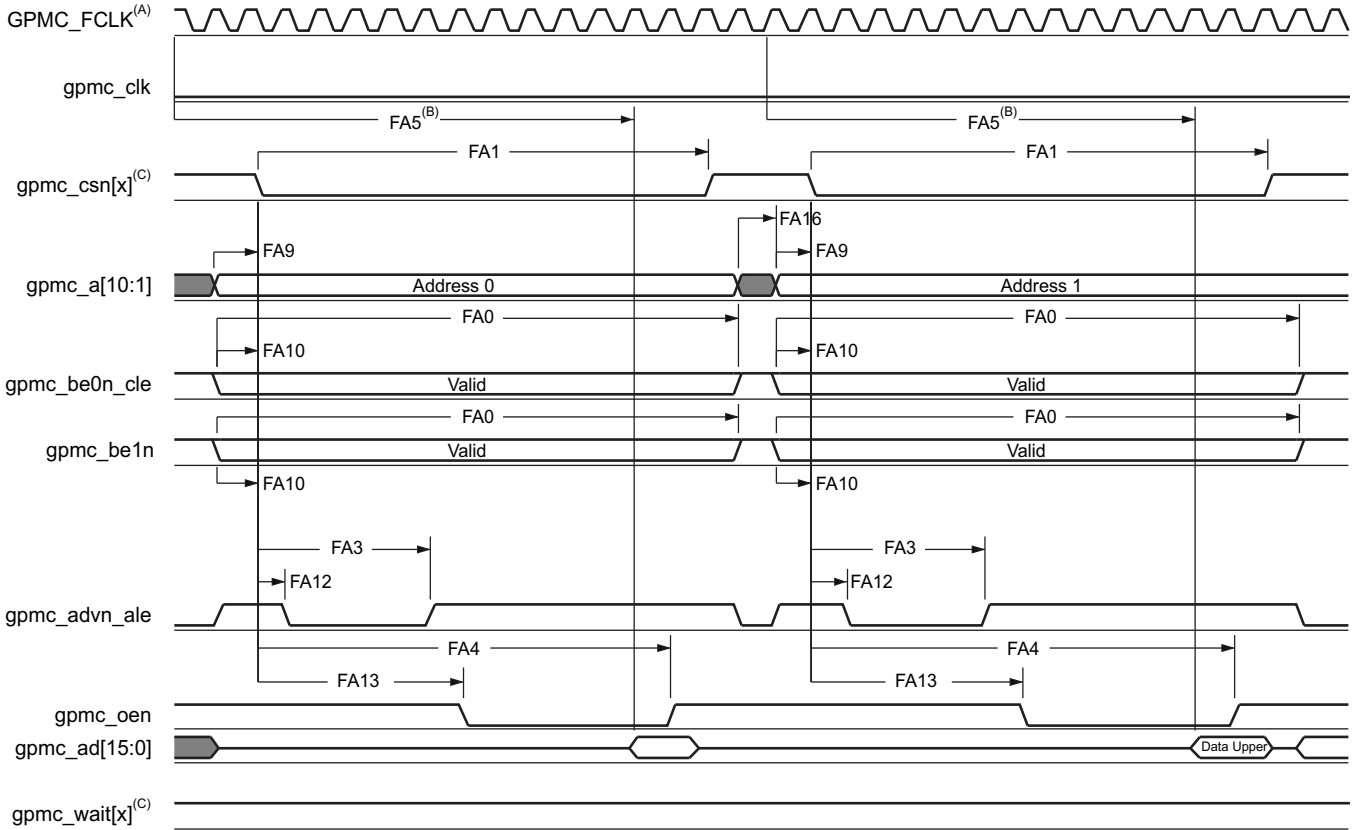 GPMC_FCLK(A)
gpmc_clk
FA5(B) FA5(B)
FA1 FA1
gpmc_csn[x](C)
FA16
FA9 FA9
gpmc_a[10:1] Address 0 Address 1
FA0 FA0
FA10 FA10
gpmc_be0n_cle Valid Valid
FA0 FA0
gpmc_be1n Valid Valid
FA10 FA10
FA3 FA3
FA12 FA12
gpmc_advn_ale
FA4 FA4
FA13 FA13
gpmc_oen
gpmc_ad[15:0] Data Upper
gpmc_wait[x](C)